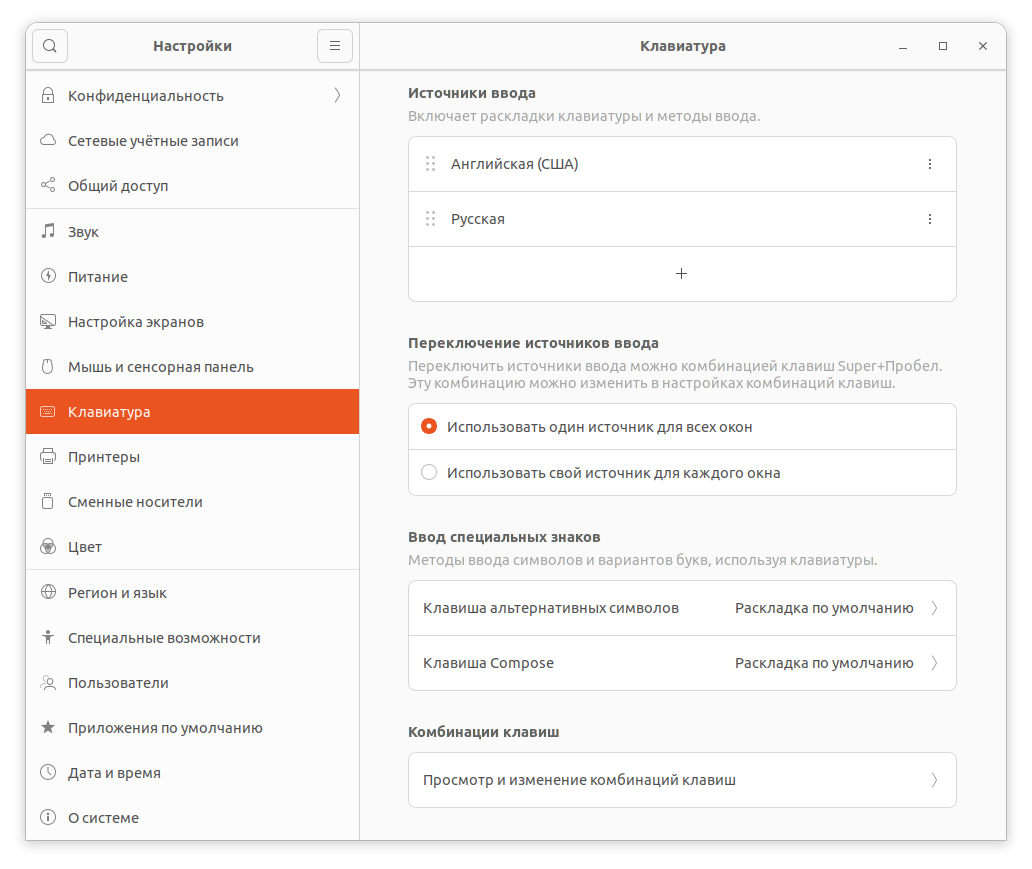 Настройки
Конфиденциальность
Сетевые учётные записи
Общий доступ
Звук
Питание
Настройка экранов
Мышь и сенсорная панель
Клавиатура
Принтеры
Сменные носители
Цвет
Регион и язык
Специальные возможности
Пользователи
Приложения по умолчанию
Дата и время
О системе
Клавиатура
Источники ввода
Включает раскладки клавиатуры и методы ввода.
Английская (США)
Русская
Переключение источников ввода
Переключить источники ввода можно комбинацией клавиш Super+Пробел.
Эту комбинацию можно изменить в настройках комбинаций клавиш.
Использовать один источник для всех окон
Использовать свой источник для каждого окна
Ввод специальных знаков
Методы ввода символов и вариантов букв, используя клавиатуры.
Клавиша альтернативных символов Раскладка по умолчанию
Клавиша Compose Раскладка по умолчанию
Комбинации клавиш
Просмотр и изменение комбинаций клавиш